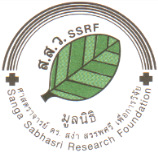 ส.ส.ว. SSRF
มูลนิธิ
ศาสตราจารย์ ดร. สง่า สรรพศรี เพื่อการวิจัย
Sanga Sabhasri Research Foundation